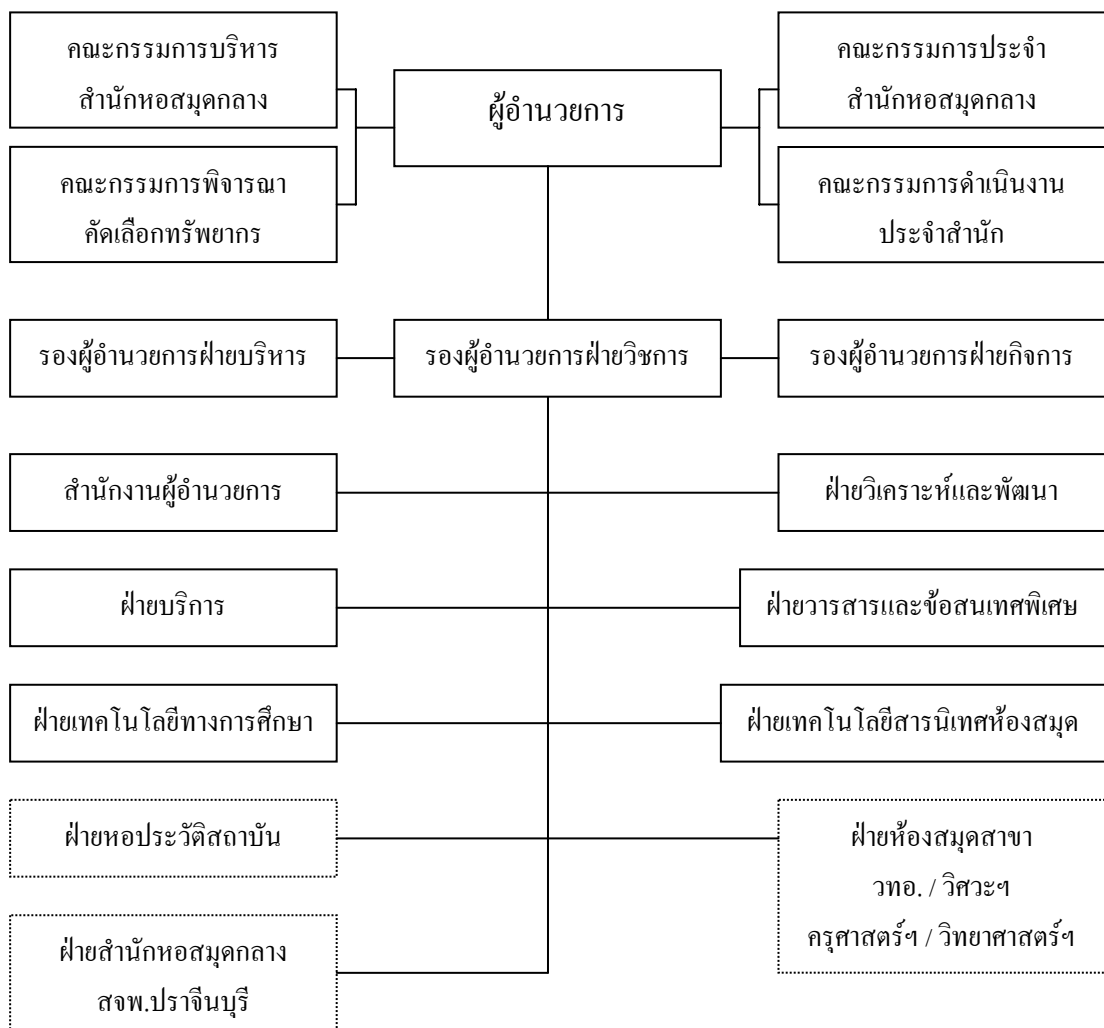 คณะกรรมการบริหาร
สำนักหอสมุดกลาง
ผู้อำนวยการ
คณะกรรมการประจำ
สำนักหอสมุดกลาง
คณะกรรมการพิจารณา
คัดเลือกทรัพยากร
คณะกรรมการดำเนินงาน
ประจำสำนัก
รองผู้อำนวยการฝ่ายบริหาร
รองผู้อำนวยการฝ่ายวิชการ
รองผู้อำนวยการฝ่ายกิจการ
สำนักงานผู้อำนวยการ
ฝ่ายวิเคราะห์และพัฒนา
ฝ่ายบริการ
ฝ่ายวารสารและข้อสนเทศพิเศษ
ฝ่ายเทคโนโลยีทางการศึกษา
ฝ่ายเทคโนโลยีสารนิเทศห้องสมุด
ฝ่ายหอประวัติสถาบัน
ฝ่ายห้องสมุดสาขา
วทอ. / วิศวะฯ
ครุศาสตร์ฯ / วิทยาศาสตร์ฯ
ฝ่ายสำนักหอสมุดกลาง
สจพ.ปราจีนบุรี